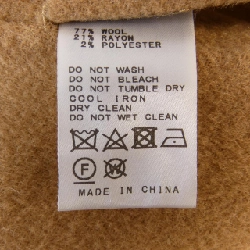 77% WOOL
21% RAYON
2% POLYESTER
DO NOT WASH
DO NOT BLEACH
DO NOT TUMBLE DRY
COOL IRON
DRY CLEAN
DO NOT WET CLEAN
F W
MADE IN CHINA